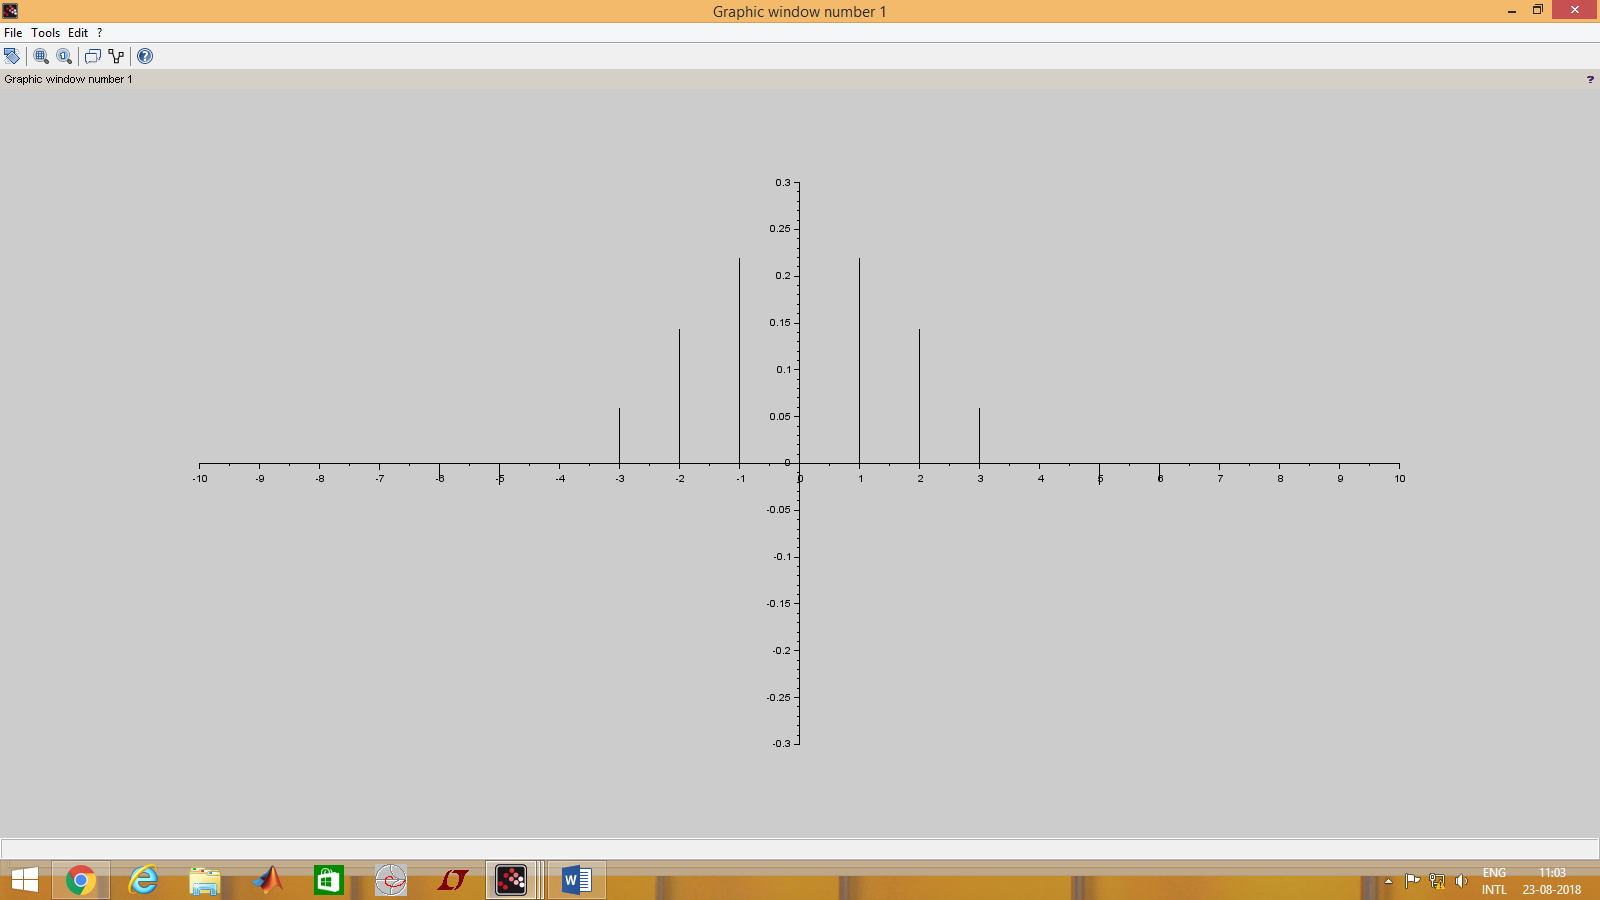 Graphic window number 1
File Tools Edit ?
Graphic window number 1 ?
0.3
0.25
0.2
0.15
0.1
0.05
0
-10 -9 -8 -7 -6 -5 -4 -3 -2 -1 0 1 2 3 4 5 6 7 8 9 10
-0.05
-0.1
-0.15
-0.2
-0.25
-0.3
ENG 11:03
INTL 23-08-2018